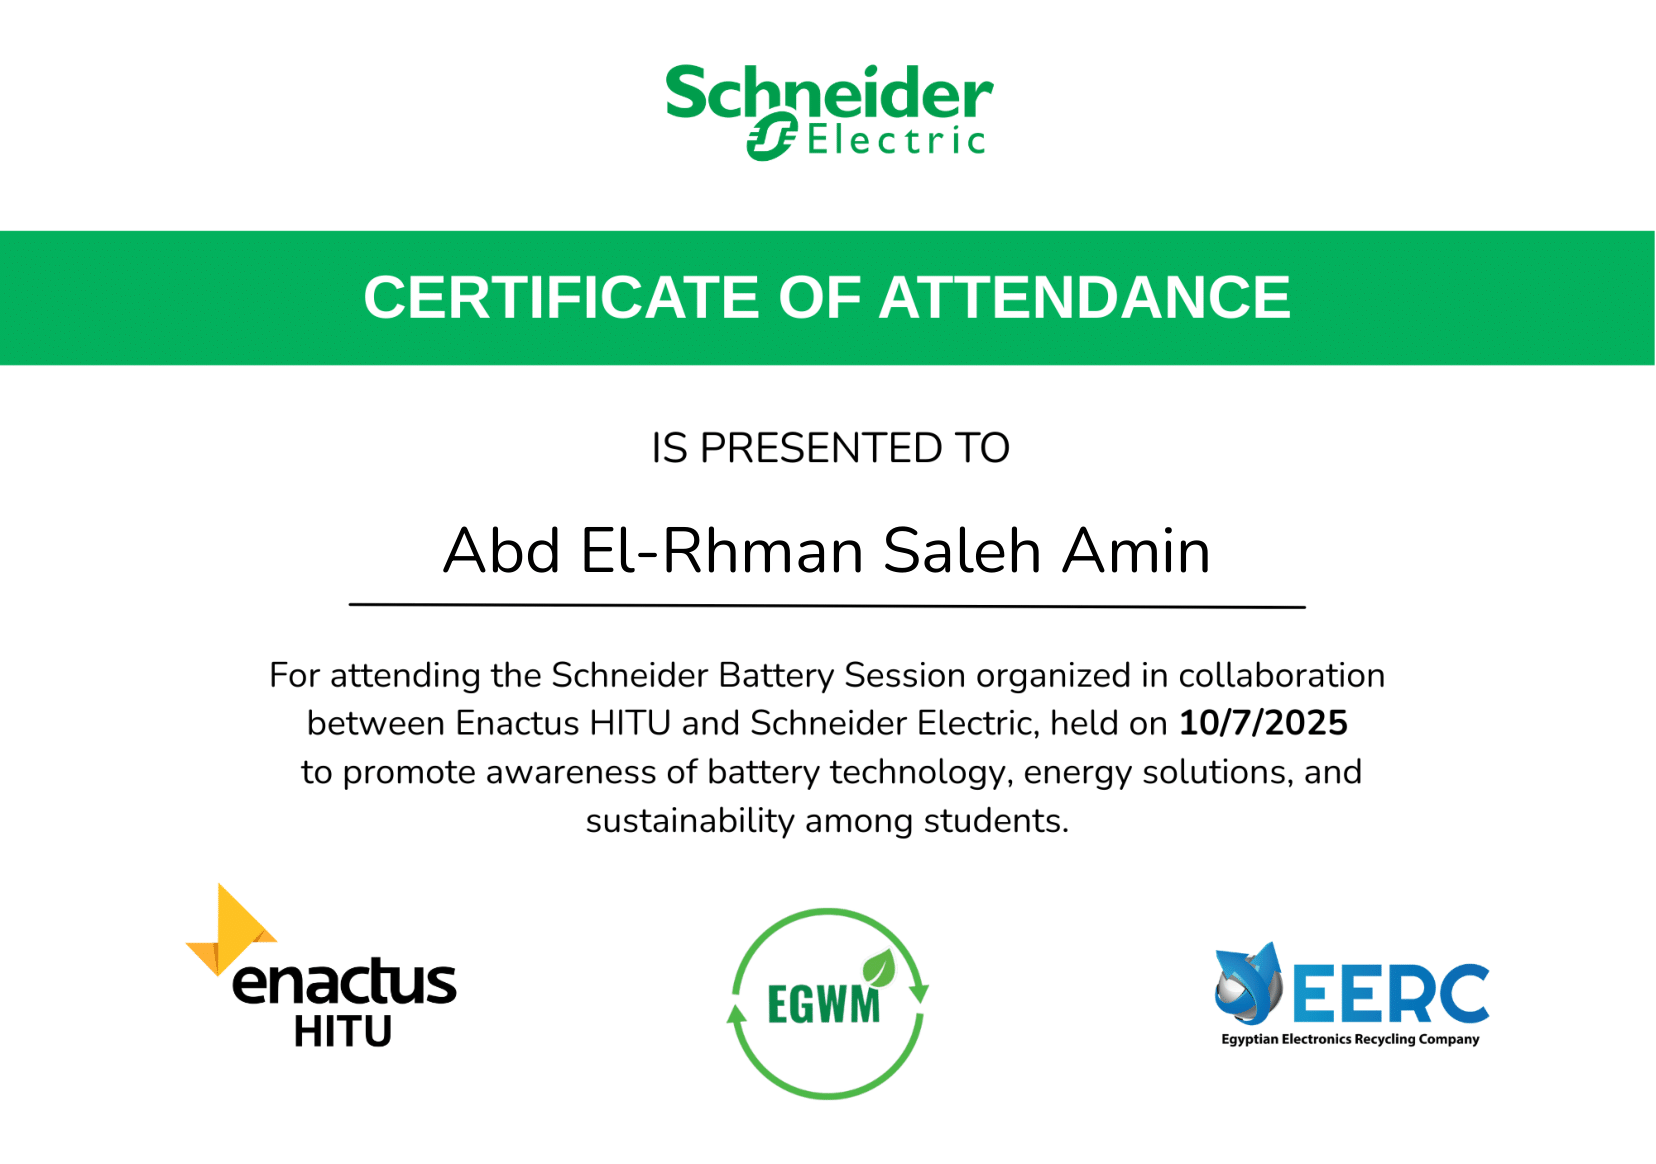 Schneider
Electric
CERTIFICATE OF ATTENDANCE
IS PRESENTED TO
Abd El-Rhman Saleh Amin
For attending the Schneider Battery Session organized in collaboration
between Enactus HITU and Schneider Electric, held on 10/7/2025
to promote awareness of battery technology, energy solutions, and
sustainability among students.
enactus
HITU
EGWM
EERC
Egyptian Electronics Recycling Company